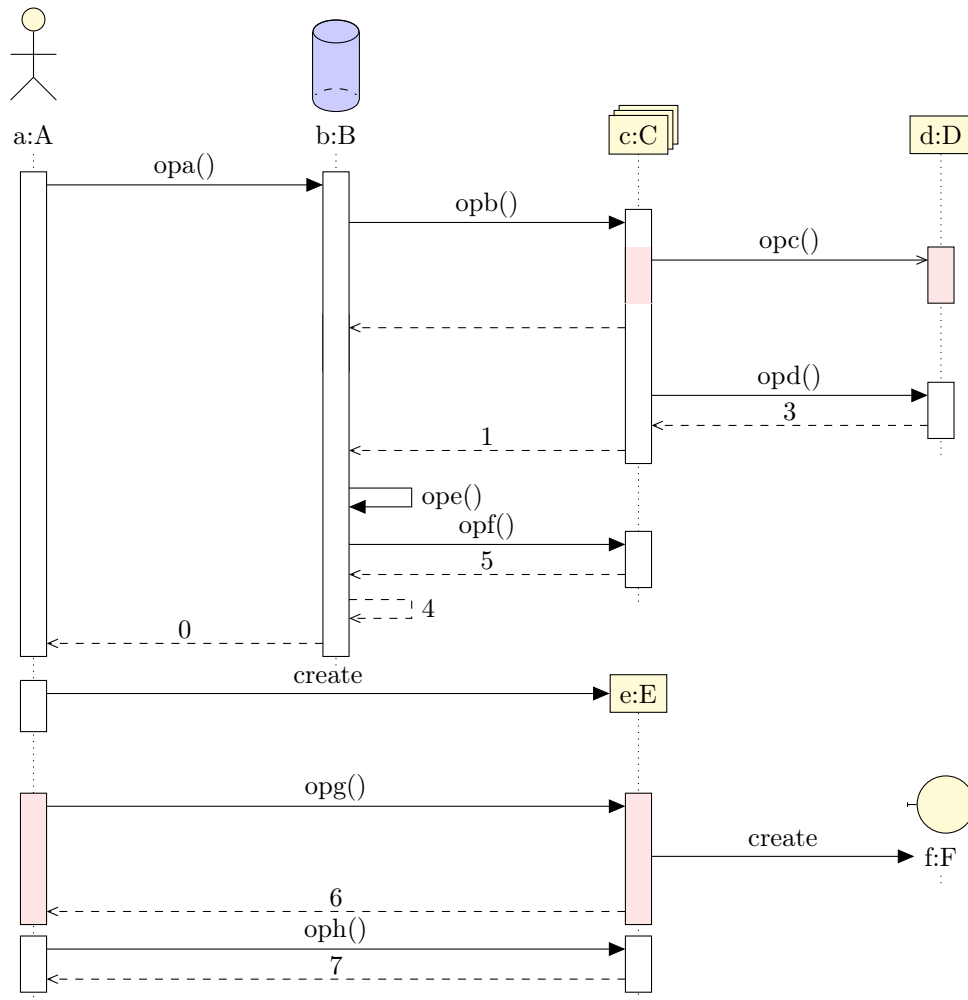 a:A
b:B
c:C
d:D
opa()
opb()
opc()
opd()
3
1
ope()
opf()
5
4
0
create
e:E
opg()
create
f:F
6
oph()
7